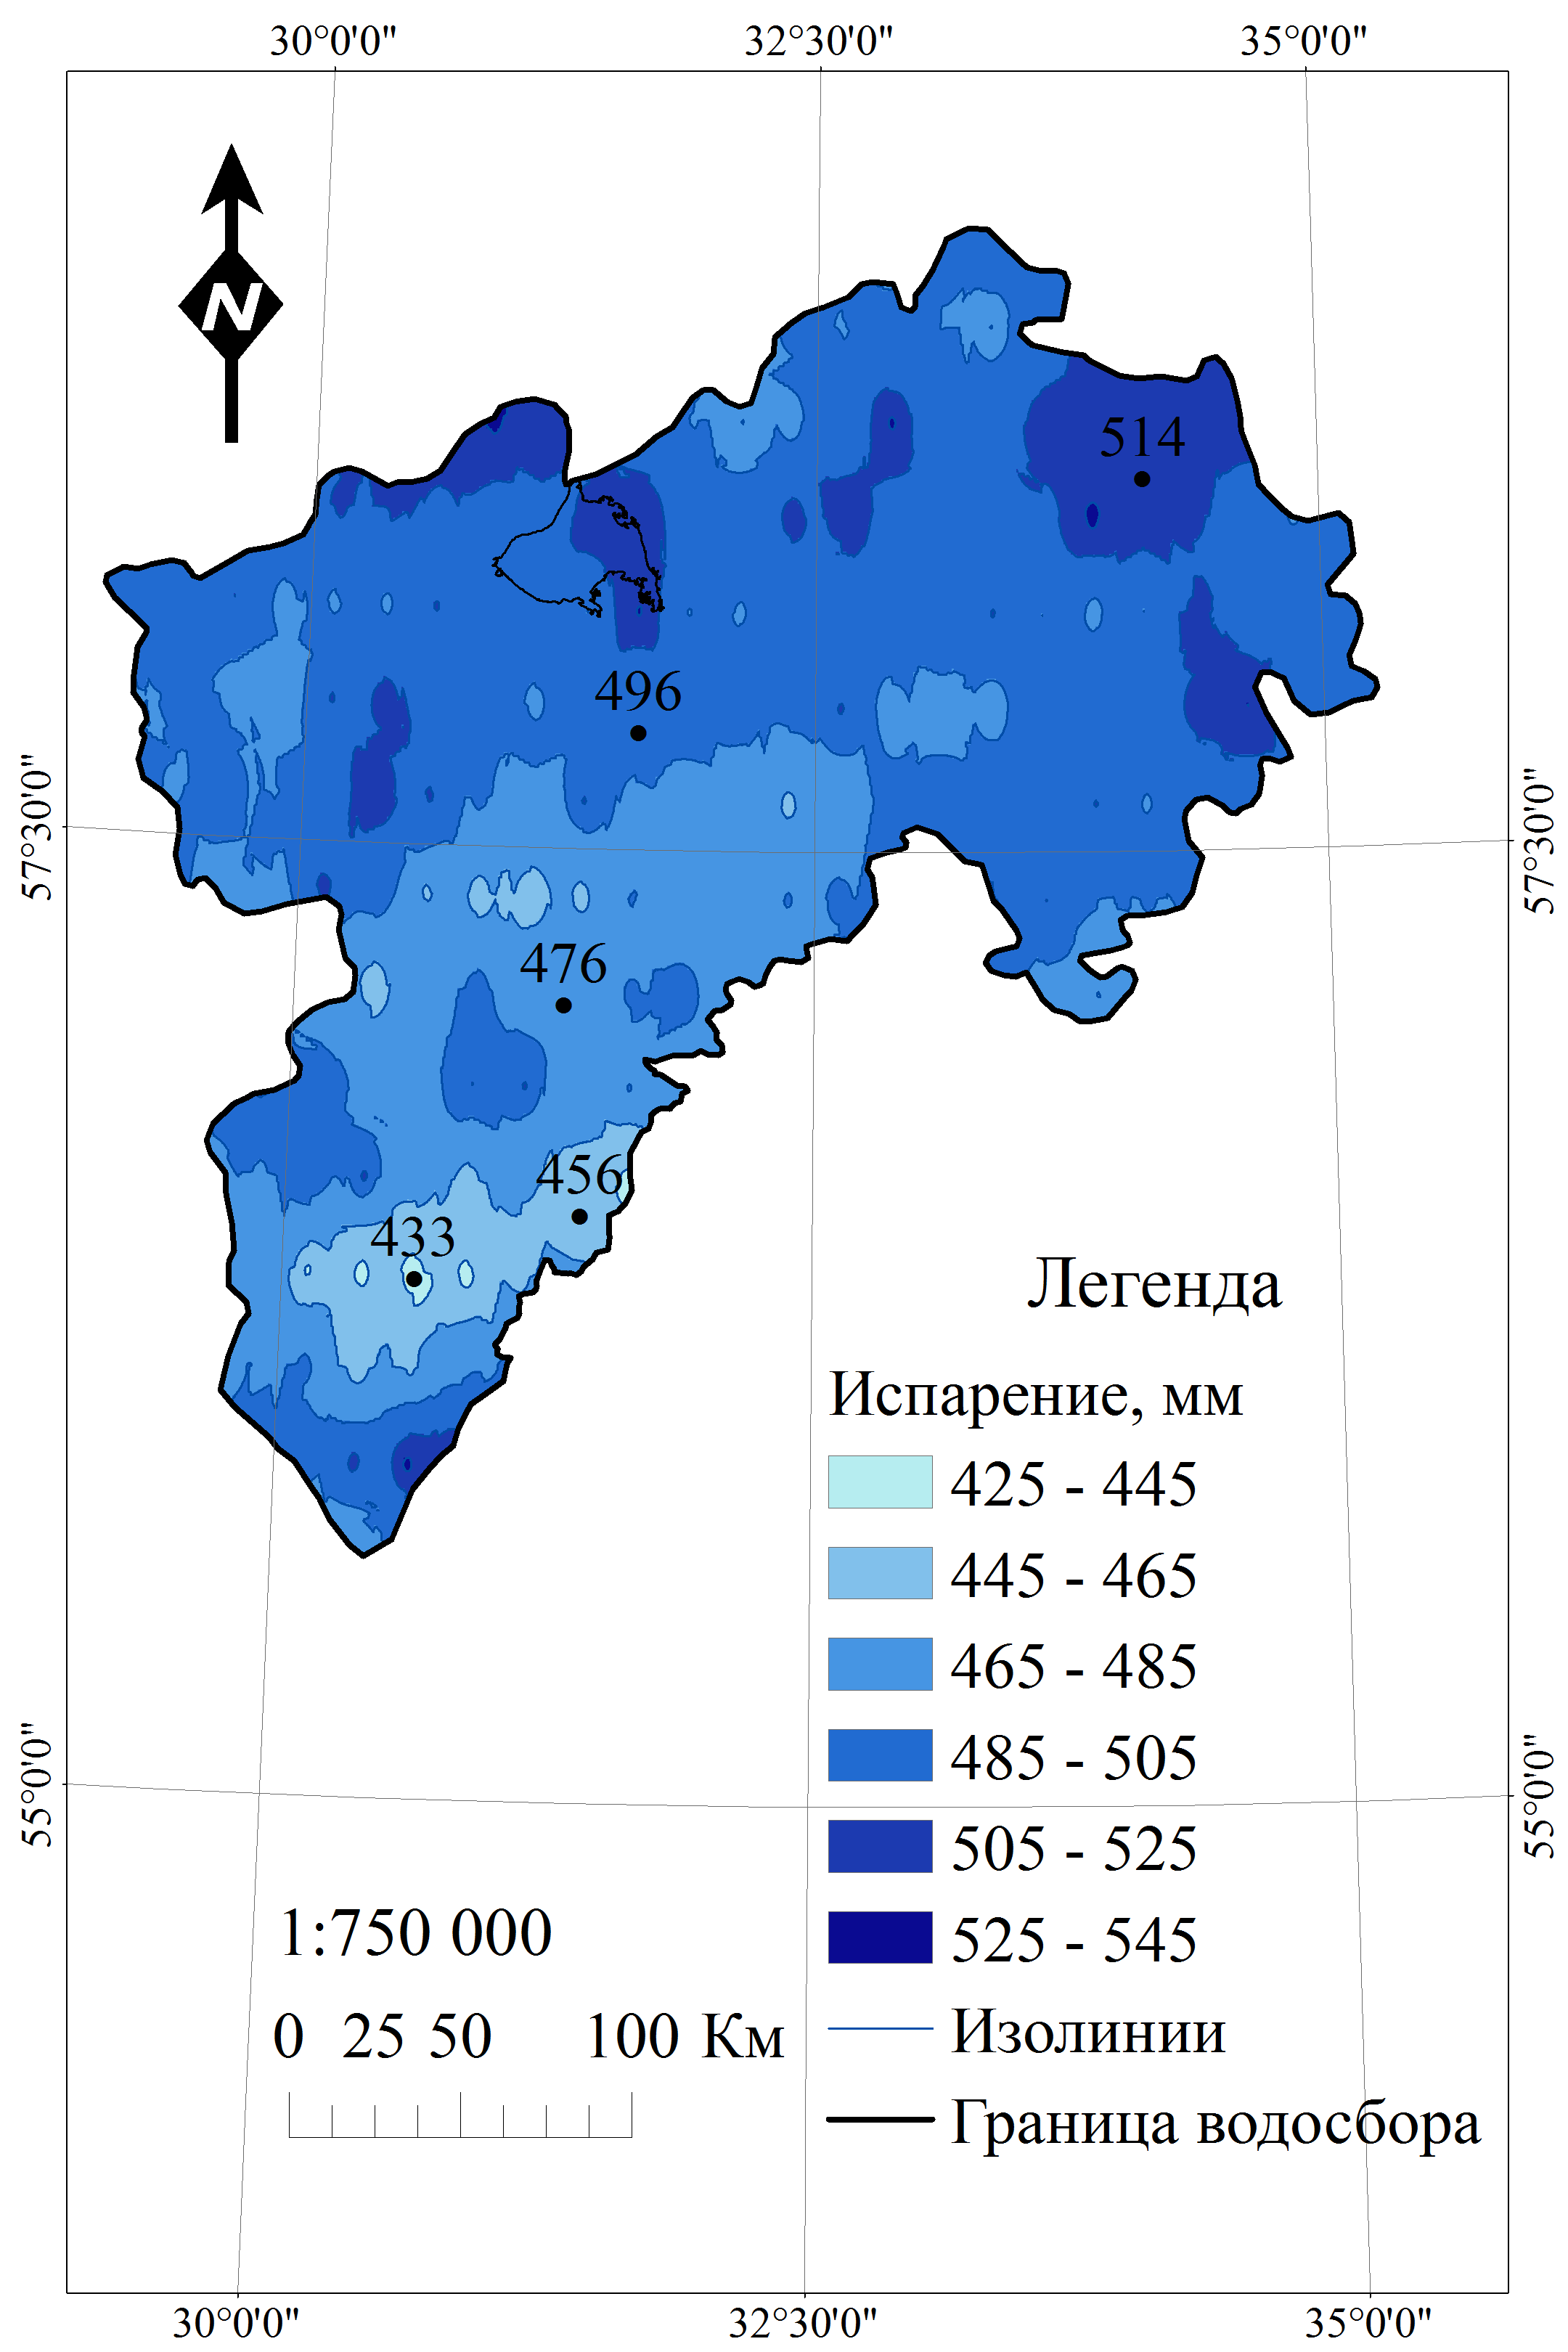 30°0'0"
32°30'0"
35°0'0"
N
514
496
57°30'0"
57°30'0"
476
456
433
Легенда
Испарение, мм
425 - 445
445 - 465
465 - 485
485 - 505
55°0'0"
55°0'0"
505 - 525
525 - 545
1:750 000
0 25 50 100 Км
Изолинии
Граница водосбора
30°0'0"
32°30'0"
35°0'0"